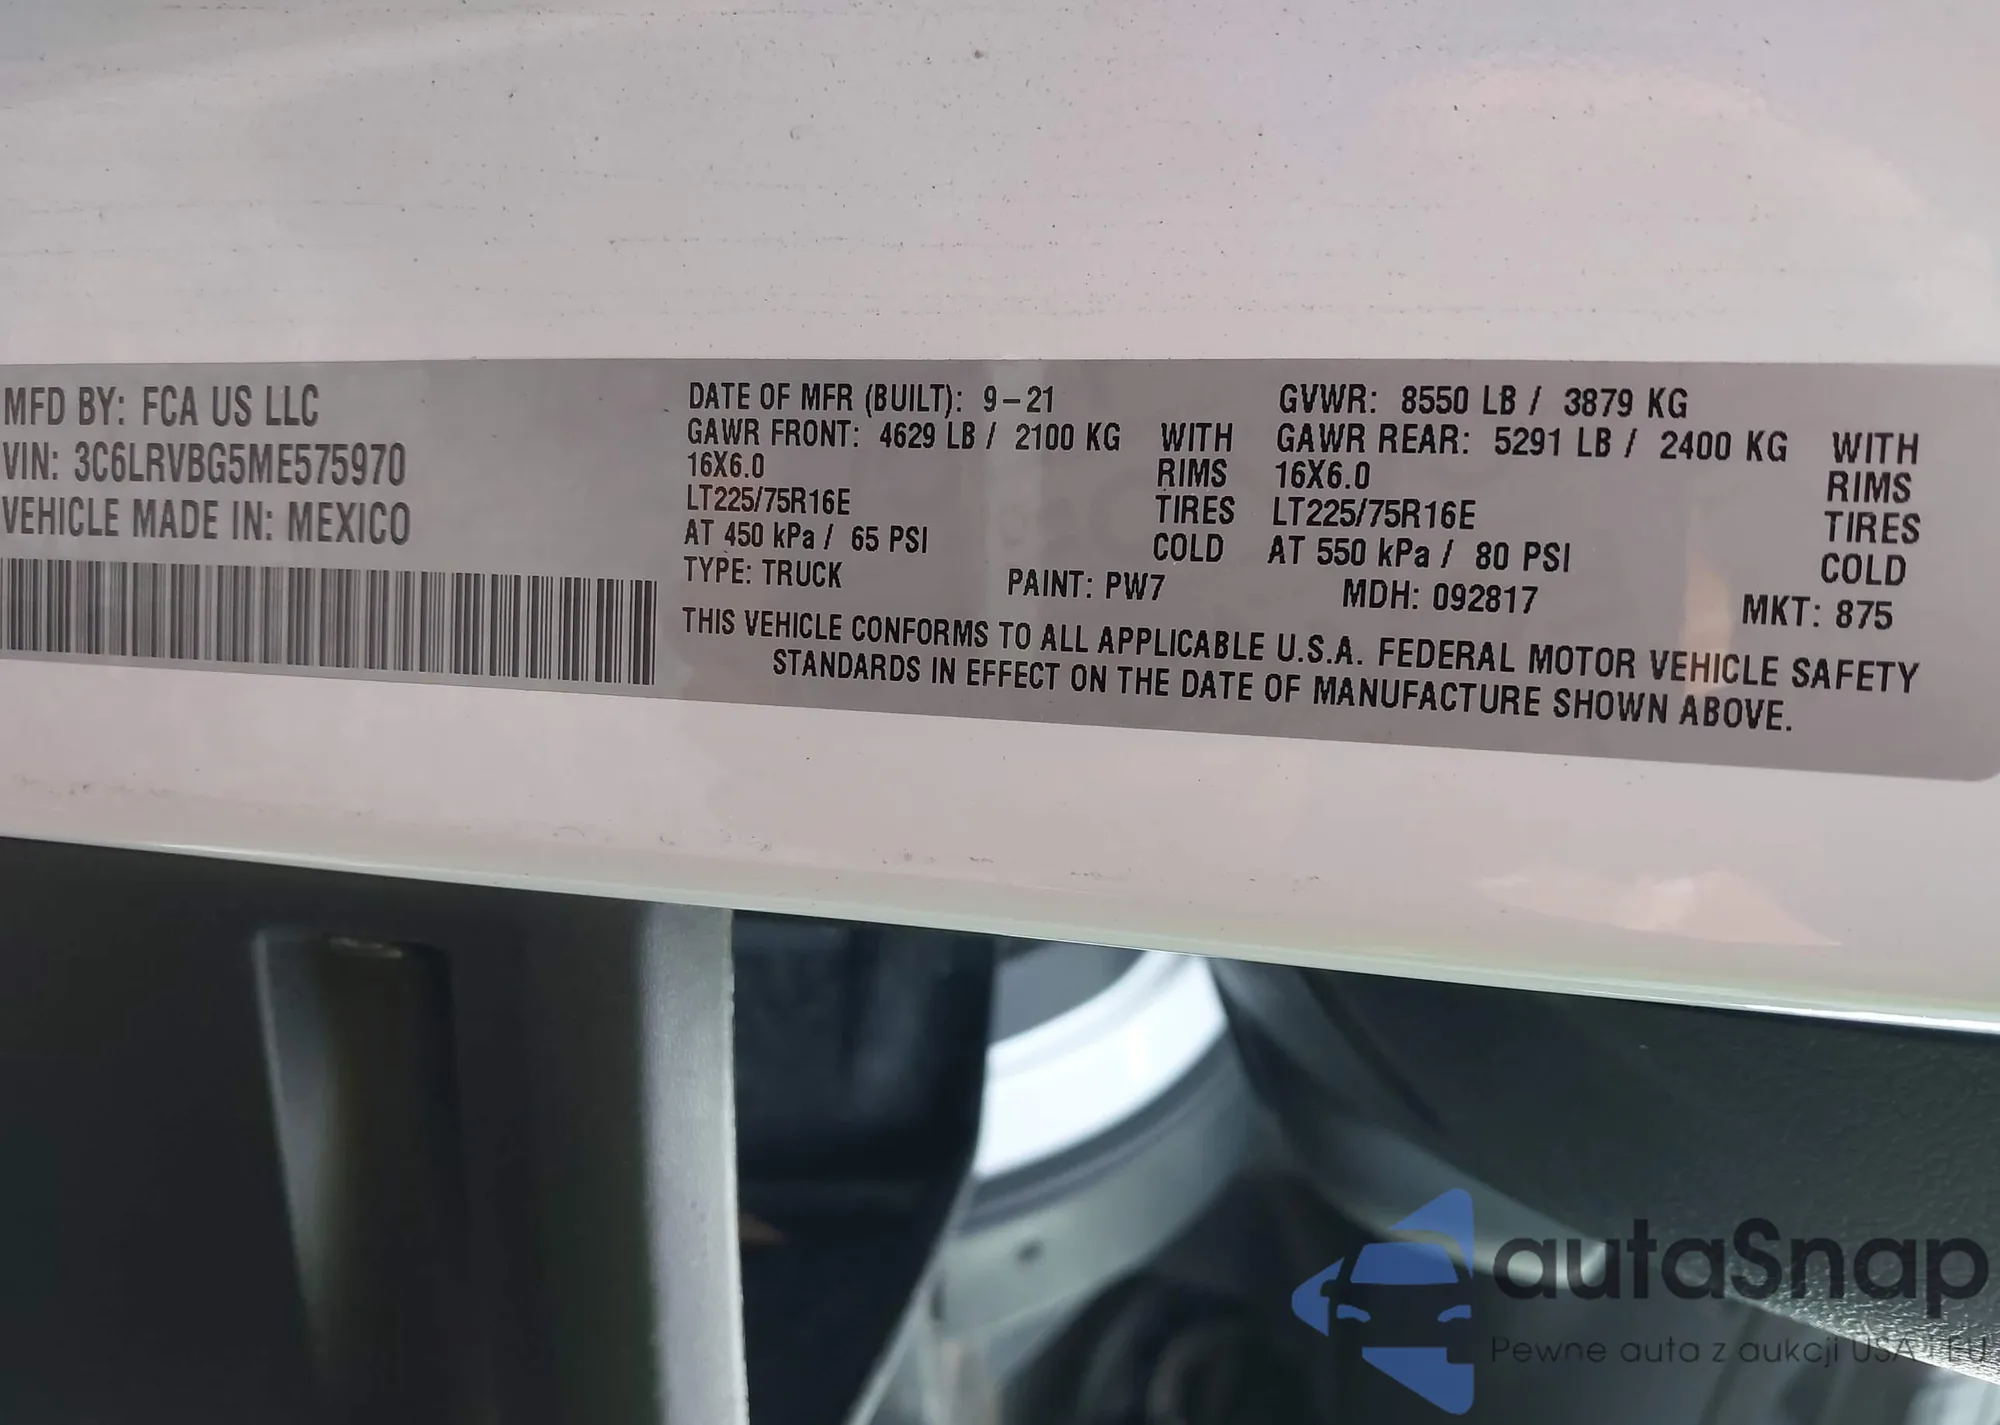 MFD BY: FCA US LLC
VIN: 3C6LRVBG5ME575970
VEHICLE MADE IN: MEXICO
DATE OF MFR (BUILT): 9-21 GVWR: 8550 LB / 3879 KG
GAWR FRONT: 4629 LB / 2100 KG WITH GAWR REAR: 5291 LB / 2400 KG WITH
16X6.0 RIMS 16X6.0 RIMS
LT225/75R16E TIRES LT225/75R16E TIRES
AT 450 kPa / 65 PSI COLD AT 550 kPa / 80 PSI COLD
TYPE: TRUCK PAINT: PW7 MDH: 092817 MKT: 875
THIS VEHICLE CONFORMS TO ALL APPLICABLE U.S.A. FEDERAL MOTOR VEHICLE SAFETY
STANDARDS IN EFFECT ON THE DATE OF MANUFACTURE SHOWN ABOVE.
autaSnap
Pewne auta z aukcji USA i EU